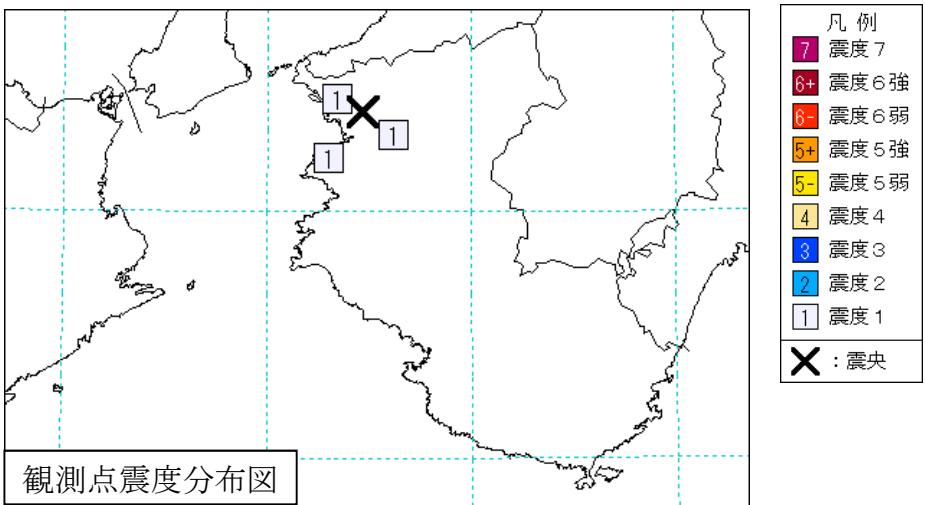 1
1
1
観測点震度分布図
凡 例
7 震度７
6+ 震度６強
6- 震度６弱
5+ 震度５強
5- 震度５弱
4 震度４
3 震度３
2 震度２
1 震度１
：震央